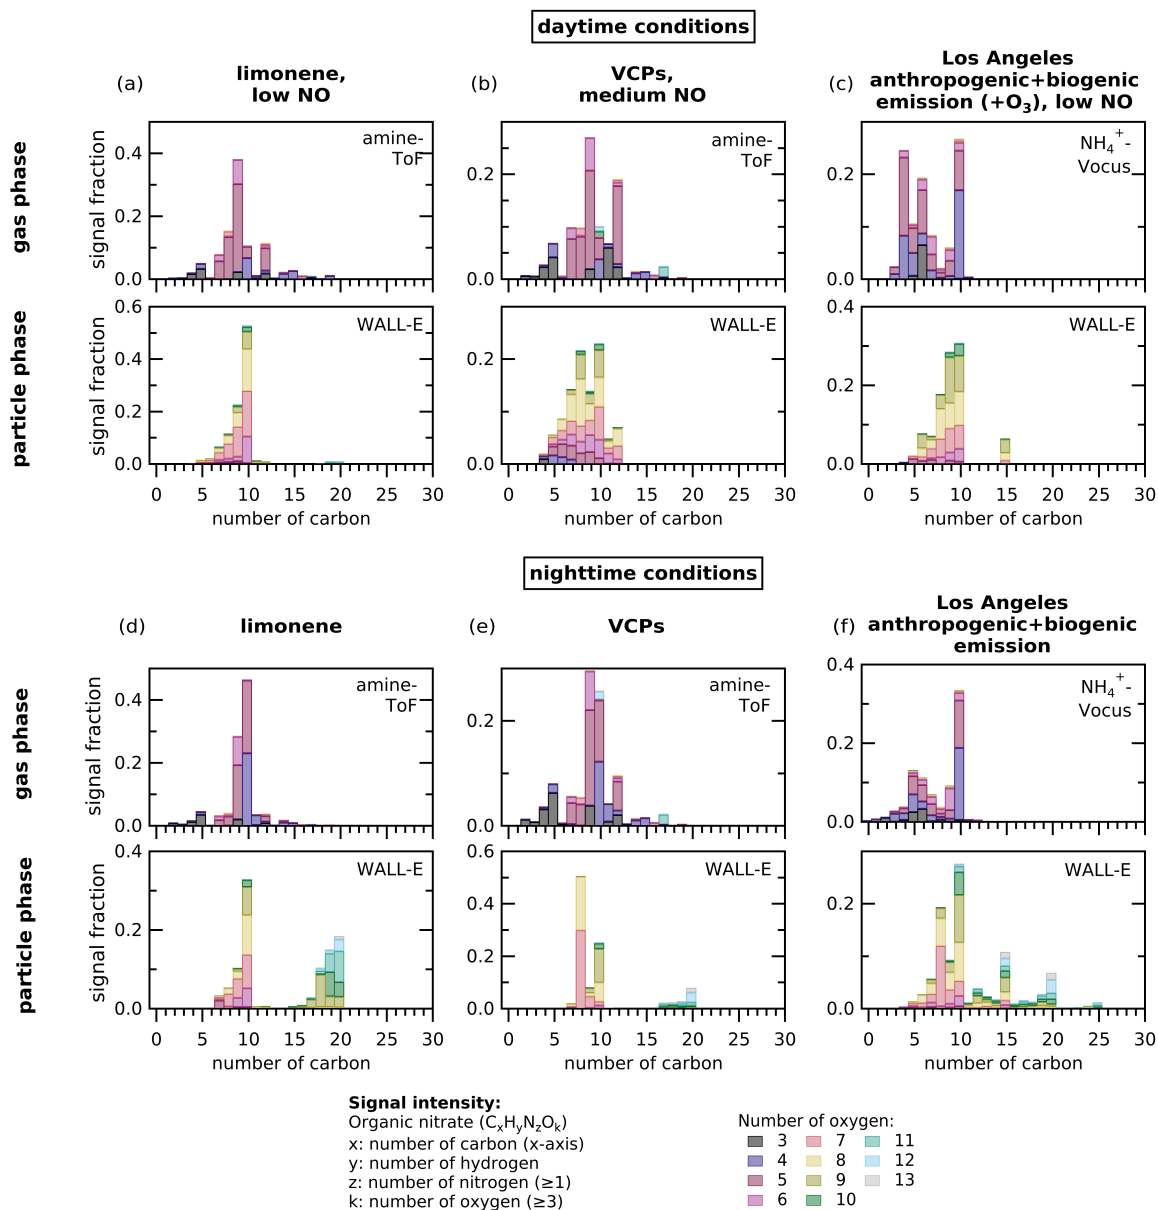 daytime conditions
(a)
limonene,
low NO
(b)
VCPs,
medium NO
(c)
Los Angeles
anthropogenic+biogenic
emission (+O₃), low NO
gas phase
signal fraction
0.4
0.2
0.0
amine-
ToF
0.2
0.0
amine-
ToF
0.2
0.0
NH₄⁺-
Vocus
particle phase
signal fraction
0.6
0.4
0.2
0.0
WALL-E
0.2
0.0
WALL-E
0.4
0.2
0.0
WALL-E
0 5 10 15 20 25 30
number of carbon
0 5 10 15 20 25 30
number of carbon
0 5 10 15 20 25 30
number of carbon
nighttime conditions
(d)
limonene
(e)
VCPs
(f)
Los Angeles
anthropogenic+biogenic
emission
gas phase
signal fraction
0.4
0.2
0.0
amine-
ToF
0.2
0.0
amine-
ToF
0.4
0.2
0.0
NH₄⁺-
Vocus
particle phase
signal fraction
0.4
0.2
0.0
WALL-E
0.6
0.4
0.2
0.0
WALL-E
0.2
0.0
WALL-E
0 5 10 15 20 25 30
number of carbon
0 5 10 15 20 25 30
number of carbon
0 5 10 15 20 25 30
number of carbon
Signal intensity:
Organic nitrate (CₓHᵧN_zOₖ)
x: number of carbon (x-axis)
y: number of hydrogen
z: number of nitrogen (≥1)
k: number of oxygen (≥3)
Number of oxygen:
3 7 11
4 8 12
5 9 13
6 10